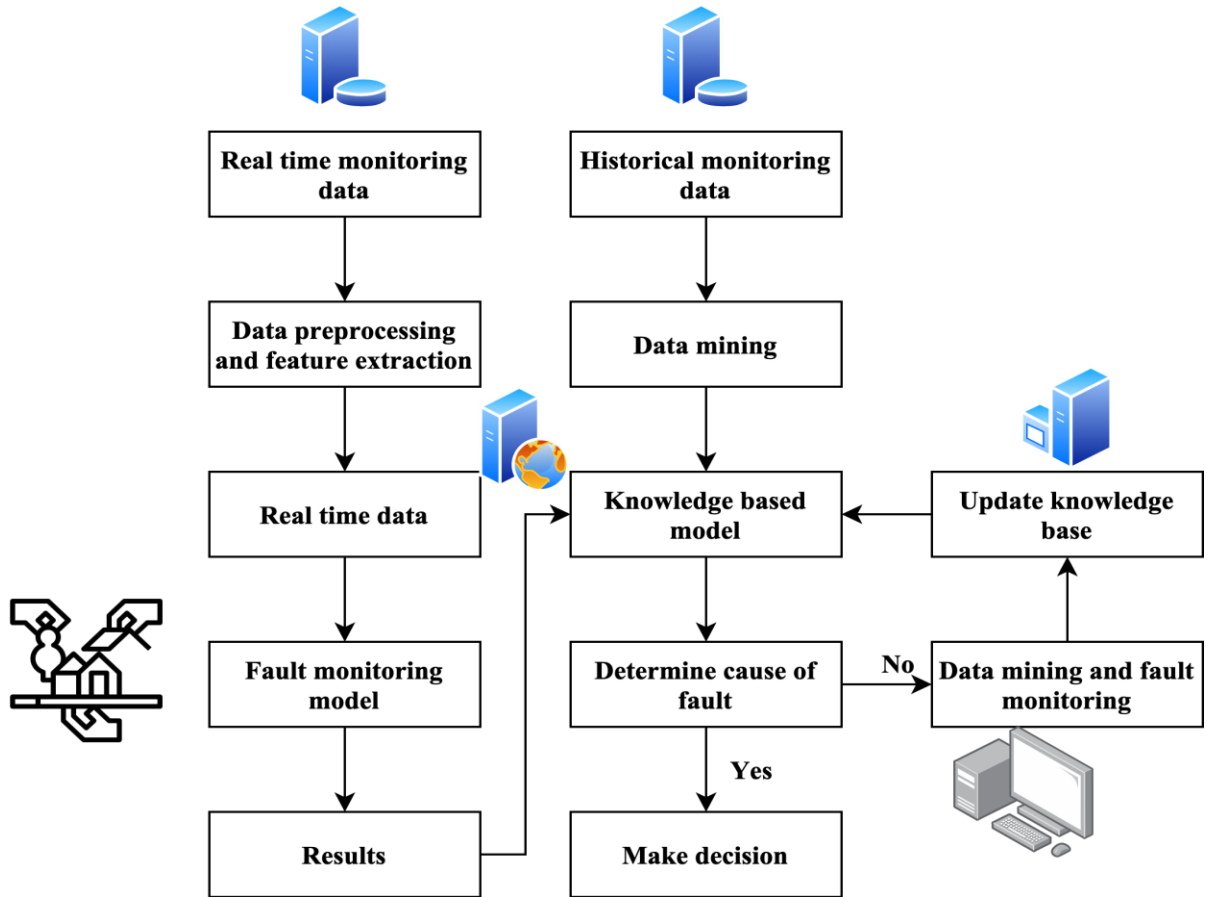 Real time monitoring
data
Historical monitoring
data
Data preprocessing
and feature extraction
Data mining
Real time data
Knowledge based
model
Update knowledge
base
Fault monitoring
model
Determine cause of
fault
No
Data mining and fault
monitoring
Yes
Results
Make decision